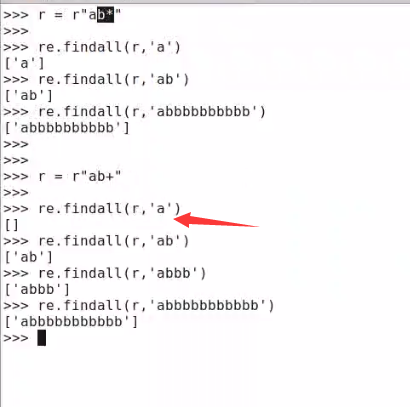 >>> r = r"ab*"
>>>
>>> re.findall(r,'a')
['a']
>>> re.findall(r,'ab')
['ab']
>>> re.findall(r,'abbbbbbbbbb')
['abbbbbbbbbb']
>>>
>>>
>>> r = r"ab+"
>>>
>>> re.findall(r,'a')
[]
>>> re.findall(r,'ab')
['ab']
>>> re.findall(r,'abbb')
['abbb']
>>> re.findall(r,'abbbbbbbbbbb')
['abbbbbbbbbbb']
>>>